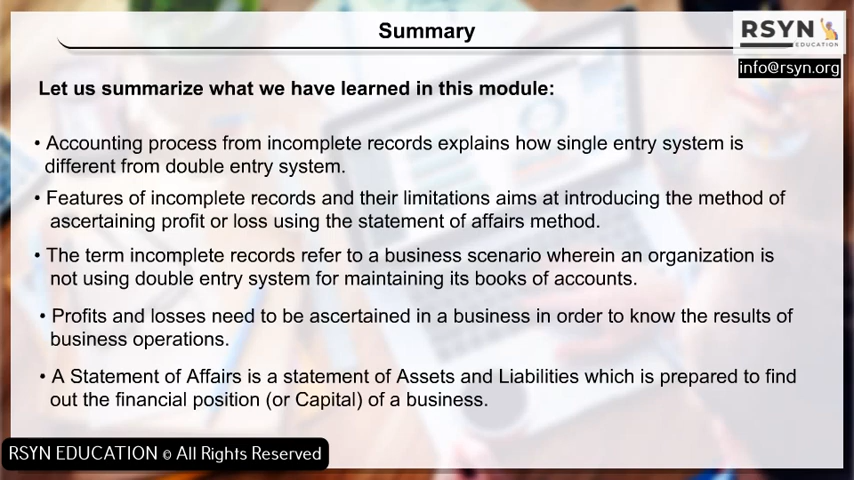 Summary
RSYN
EDUCATION
info@rsyn.org
Let us summarize what we have learned in this module:
• Accounting process from incomplete records explains how single entry system is
different from double entry system.
• Features of incomplete records and their limitations aims at introducing the method of
ascertaining profit or loss using the statement of affairs method.
• The term incomplete records refer to a business scenario wherein an organization is
not using double entry system for maintaining its books of accounts.
• Profits and losses need to be ascertained in a business in order to know the results of
business operations.
• A Statement of Affairs is a statement of Assets and Liabilities which is prepared to find
out the financial position (or Capital) of a business.
RSYN EDUCATION © All Rights Reserved